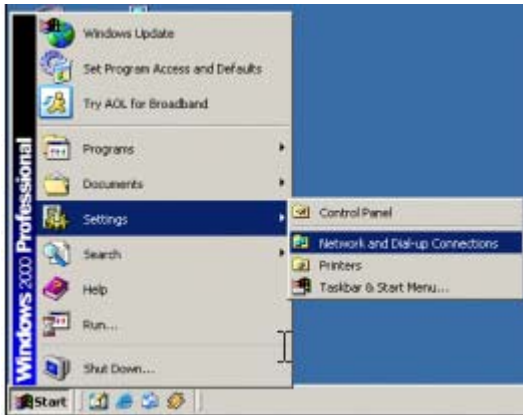 Windows Update
Set Program Access and Defaults
Try AOL for Broadband
Programs
Documents
Settings
Search
Help
Run...
Shut Down...
Control Panel
Network and Dial-up Connections
Printers
Taskbar & Start Menu...
Windows 2000 Professional
Start